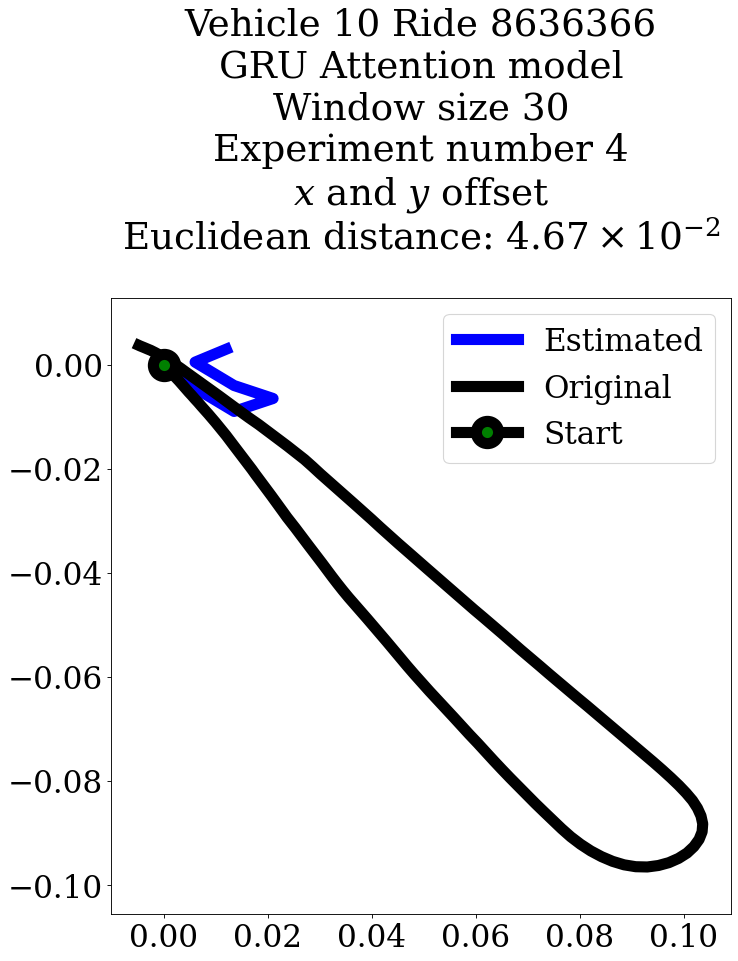 Vehicle 10 Ride 8636366
GRU Attention model
Window size 30
Experiment number 4
x and y offset
Euclidean distance: 4.67 × 10⁻²
Estimated
Original
Start
0.00
−0.02
−0.04
−0.06
−0.08
−0.10
0.00 0.02 0.04 0.06 0.08 0.10